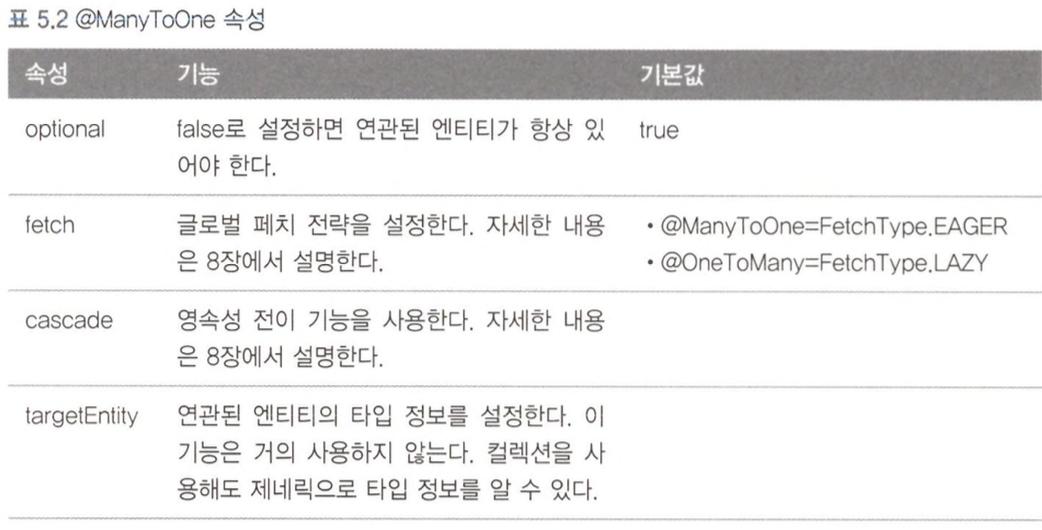 표 5.2 @ManyToOne 속성
속성 기능 기본값
optional false로 설정하면 연관된 엔티티가 항상 있 true
어야 한다.
fetch 글로벌 페치 전략을 설정한다. 자세한 내용 • @ManyToOne=FetchType.EAGER
은 8장에서 설명한다. • @OneToMany=FetchType.LAZY
cascade 영속성 전이 기능을 사용한다. 자세한 내용
은 8장에서 설명한다.
targetEntity 연관된 엔티티의 타입 정보를 설정한다. 이
기능은 거의 사용하지 않는다. 컬렉션을 사
용해도 제네릭으로 타입 정보를 알 수 있다.